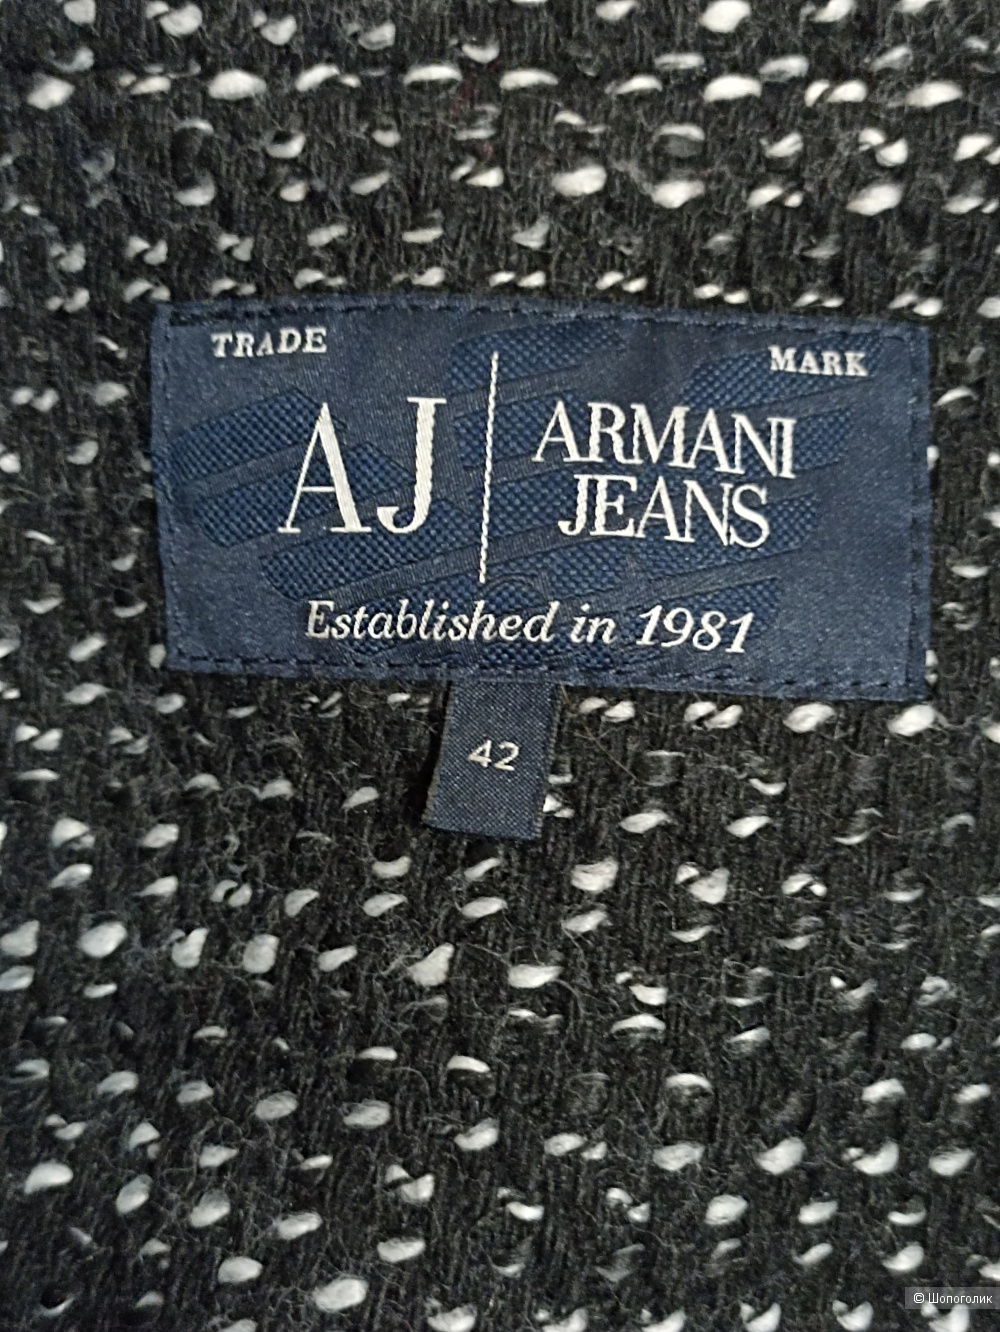 TRADE MARK
AJ ARMANI
JEANS
Established in 1981
42
© Шопоголик